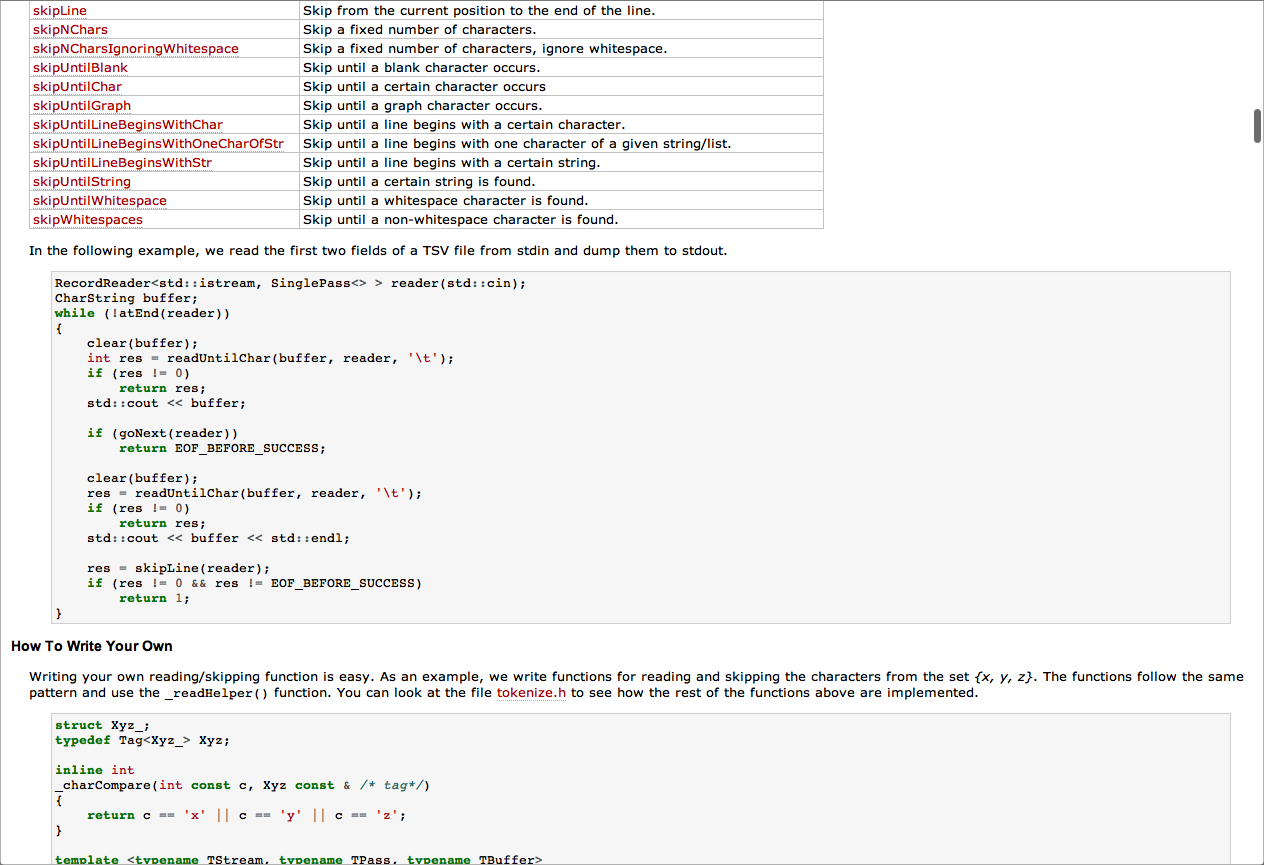 skipLine Skip from the current position to the end of the line.
skipNChars Skip a fixed number of characters.
skipNCharsIgnoringWhitespace Skip a fixed number of characters, ignore whitespace.
skipUntilBlank Skip until a blank character occurs.
skipUntilChar Skip until a certain character occurs
skipUntilGraph Skip until a graph character occurs.
skipUntilLineBeginsWithChar Skip until a line begins with a certain character.
skipUntilLineBeginsWithOneCharOfStr Skip until a line begins with one character of a given string/list.
skipUntilLineBeginsWithStr Skip until a line begins with a certain string.
skipUntilString Skip until a certain string is found.
skipUntilWhitespace Skip until a whitespace character is found.
skipWhitespaces Skip until a non-whitespace character is found.
In the following example, we read the first two fields of a TSV file from stdin and dump them to stdout.
RecordReader<std::istream, SinglePass<> > reader(std::cin);
CharString buffer;
while (!atEnd(reader))
{
    clear(buffer);
    int res = readUntilChar(buffer, reader, '\t');
    if (res != 0)
        return res;
    std::cout << buffer;
    if (goNext(reader))
        return EOF_BEFORE_SUCCESS;
    clear(buffer);
    res = readUntilChar(buffer, reader, '\t');
    if (res != 0)
        return res;
    std::cout << buffer << std::endl;
    res = skipLine(reader);
    if (res != 0 && res != EOF_BEFORE_SUCCESS)
        return 1;
}
How To Write Your Own
Writing your own reading/skipping function is easy. As an example, we write functions for reading and skipping the characters from the set {x, y, z}. The functions follow the same
pattern and use the _readHelper() function. You can look at the file tokenize.h to see how the rest of the functions above are implemented.
struct Xyz_;
typedef Tag<Xyz_> Xyz;
inline int
_charCompare(int const c, Xyz const & /* tag*/)
{
    return c == 'x' || c == 'y' || c == 'z';
}
template <typename TStream, typename TPass, typename TBuffer>